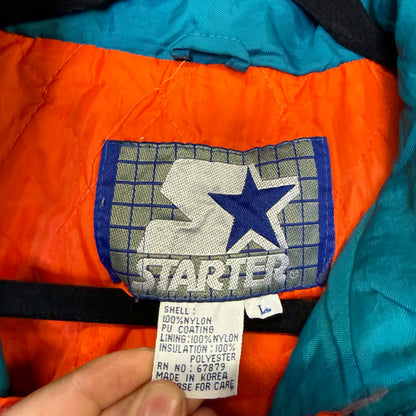 STARTER®
L
SHELL:
100%NYLON
PU COATING
LINING:100%NYLON
INSULATION:100%
POLYESTER
RN NO: 67879
MADE IN KOREA
REVERSE FOR CARE